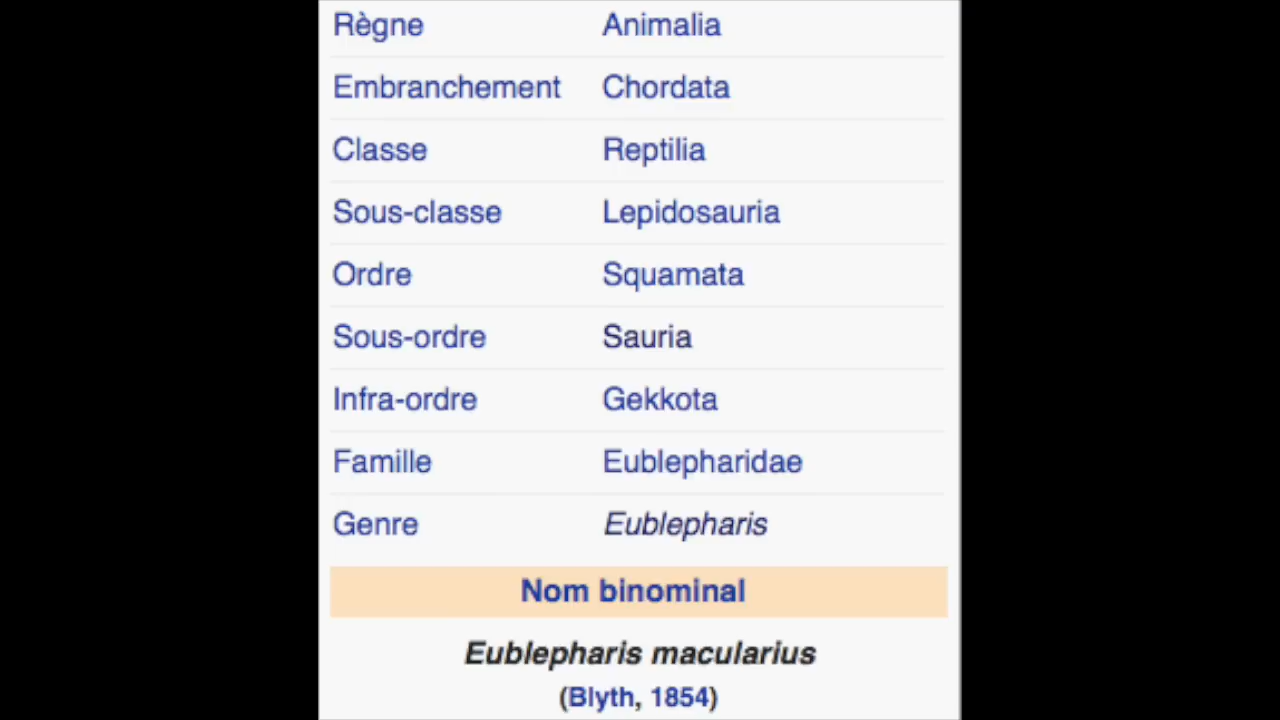 Règne Animalia
Embranchement Chordata
Classe Reptilia
Sous-classe Lepidosauria
Ordre Squamata
Sous-ordre Sauria
Infra-ordre Gekkota
Famille Eublepharidae
Genre Eublepharis
Nom binominal
Eublepharis macularius
(Blyth, 1854)